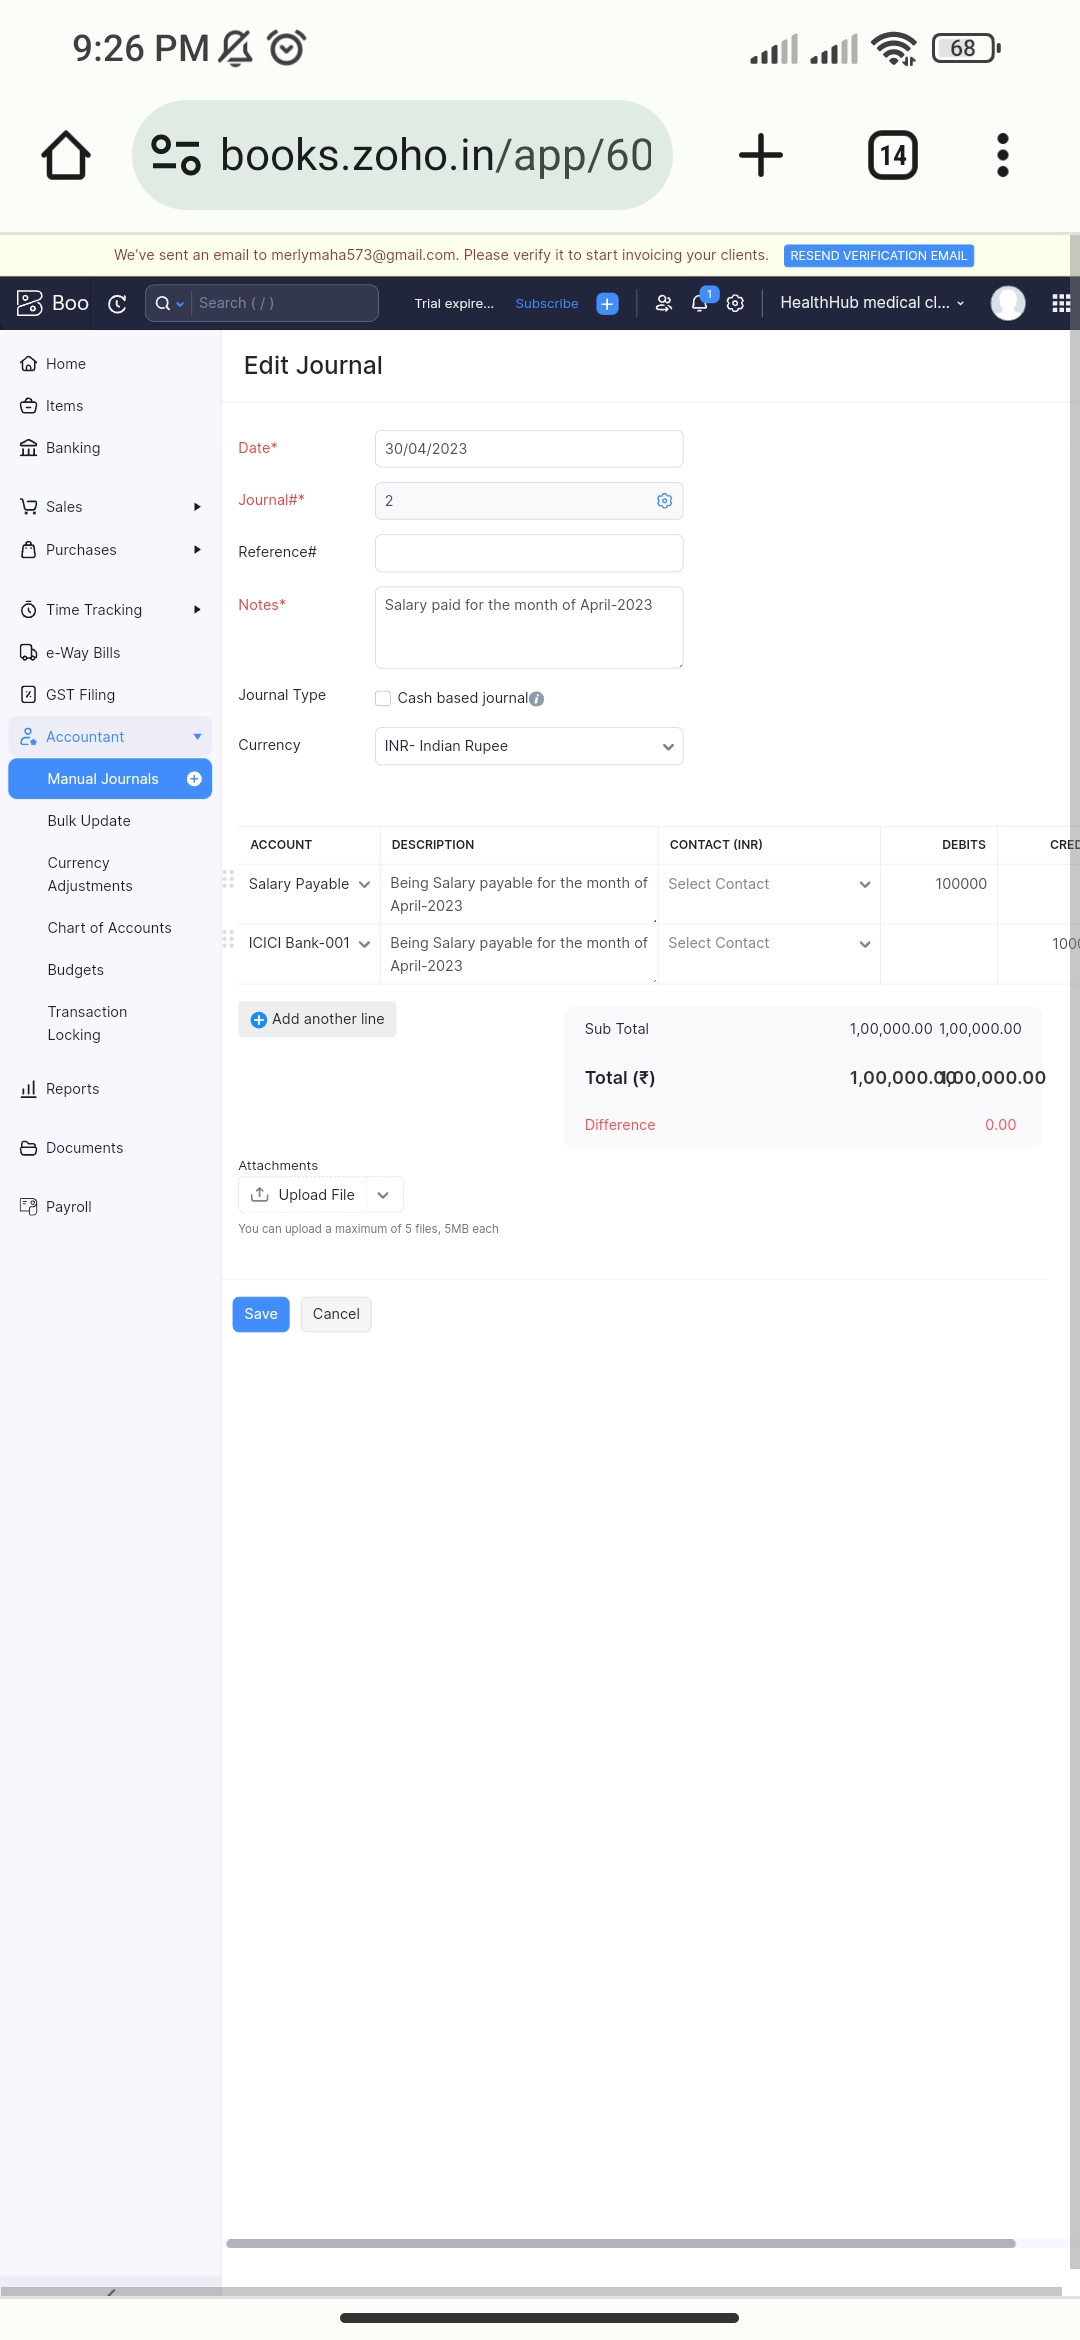 9:26 PM
68
books.zoho.in/app/60
14
We've sent an email to merlymaha573@gmail.com. Please verify it to start invoicing your clients. RESEND VERIFICATION EMAIL
Boo
Search ( / )
Trial expire...
Subscribe
1
HealthHub medical cl...
Home
Items
Banking
Sales
Purchases
Time Tracking
e-Way Bills
GST Filing
Accountant
Manual Journals
Bulk Update
Currency
Adjustments
Chart of Accounts
Budgets
Transaction
Locking
Reports
Documents
Payroll
Edit Journal
Date* 30/04/2023
Journal#* 2
Reference#
Notes* Salary paid for the month of April-2023
Journal Type Cash based journal
Currency INR- Indian Rupee
ACCOUNT DESCRIPTION CONTACT (INR) DEBITS CRED
Salary Payable Being Salary payable for the month of Select Contact 100000
April-2023
ICICI Bank-001 Being Salary payable for the month of Select Contact 1000
April-2023
Add another line
Sub Total 1,00,000.00 1,00,000.00
Total (₹) 1,00,000.00 1,00,000.00
Difference 0.00
Attachments
Upload File
You can upload a maximum of 5 files, 5MB each
Save Cancel